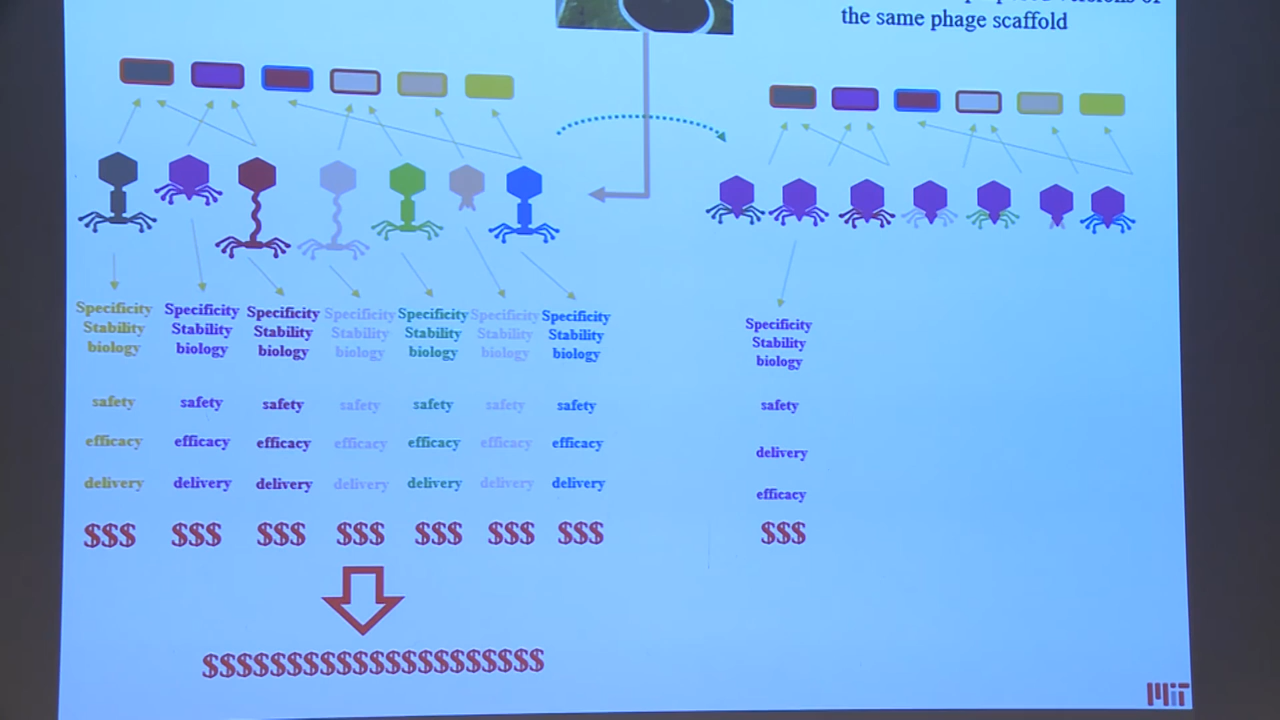 the same phage scaffold
Specificity Specificity Specificity Specificity Specificity Specificity Specificity
Stability Stability Stability Stability Stability Stability Stability
biology biology biology biology biology biology biology
safety safety safety safety safety safety safety
efficacy efficacy efficacy efficacy efficacy efficacy efficacy
delivery delivery delivery delivery delivery delivery delivery
$$$ $$$ $$$ $$$ $$$ $$$ $$$
$$$$$$$$$$$$$$$$$$$$
Specificity
Stability
biology
safety
delivery
efficacy
$$$
MIT